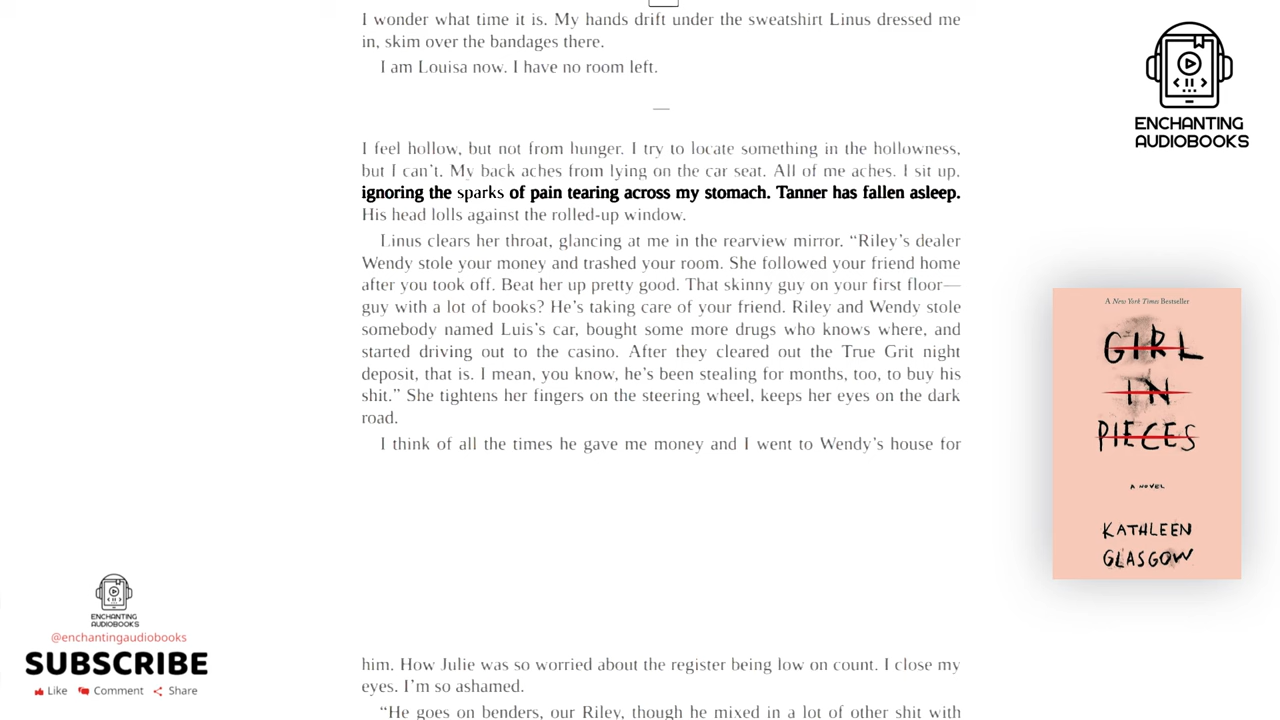 I wonder what time it is. My hands drift under the sweatshirt Linus dressed me
in, skim over the bandages there.
I am Louisa now. I have no room left.
—
I feel hollow, but not from hunger. I try to locate something in the hollowness,
but I can't. My back aches from lying on the car seat. All of me aches. I sit up,
ignoring the sparks of pain tearing across my stomach. Tanner has fallen asleep.
His head lolls against the rolled-up window.
Linus clears her throat, glancing at me in the rearview mirror. “Riley's dealer
Wendy stole your money and trashed your room. She followed your friend home
after you took off. Beat her up pretty good. That skinny guy on your first floor—
guy with a lot of books? He's taking care of your friend. Riley and Wendy stole
somebody named Luis's car, bought some more drugs who knows where, and
started driving out to the casino. After they cleared out the True Grit night
deposit, that is. I mean, you know, he's been stealing for months, too, to buy his
shit.” She tightens her fingers on the steering wheel, keeps her eyes on the dark
road.
I think of all the times he gave me money and I went to Wendy's house for
him. How Julie was so worried about the register being low on count. I close my
eyes. I'm so ashamed.
“He goes on benders, our Riley, though he mixed in a lot of other shit with
ENCHANTING
AUDIOBOOKS
A New York Times Bestseller
GIRL
IN
PIECES
A NOVEL
KATHLEEN
GLASGOW
ENCHANTING
AUDIOBOOKS
@enchantingaudiobooks
SUBSCRIBE
Like Comment Share